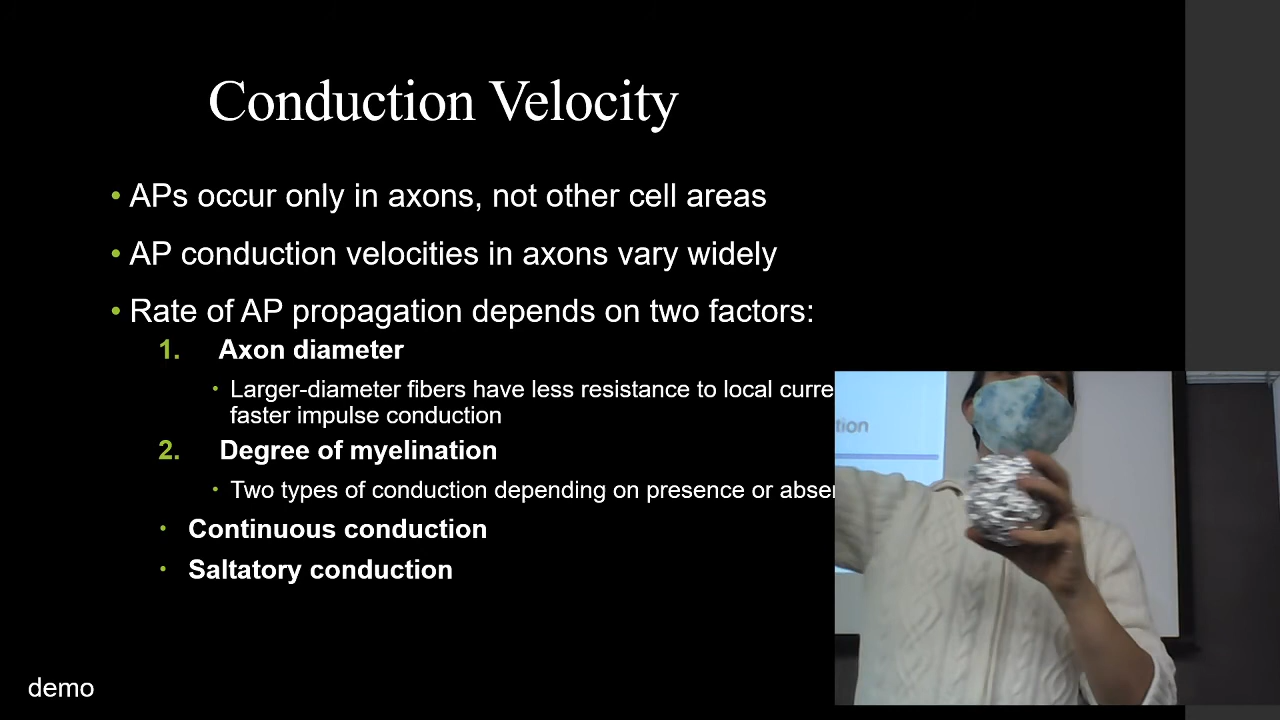 Conduction Velocity
• APs occur only in axons, not other cell areas
• AP conduction velocities in axons vary widely
• Rate of AP propagation depends on two factors:
1. Axon diameter
• Larger-diameter fibers have less resistance to local
faster impulse conduction
2. Degree of myelination
• Two types of conduction depending on presence or
• Continuous conduction
• Saltatory conduction
demo